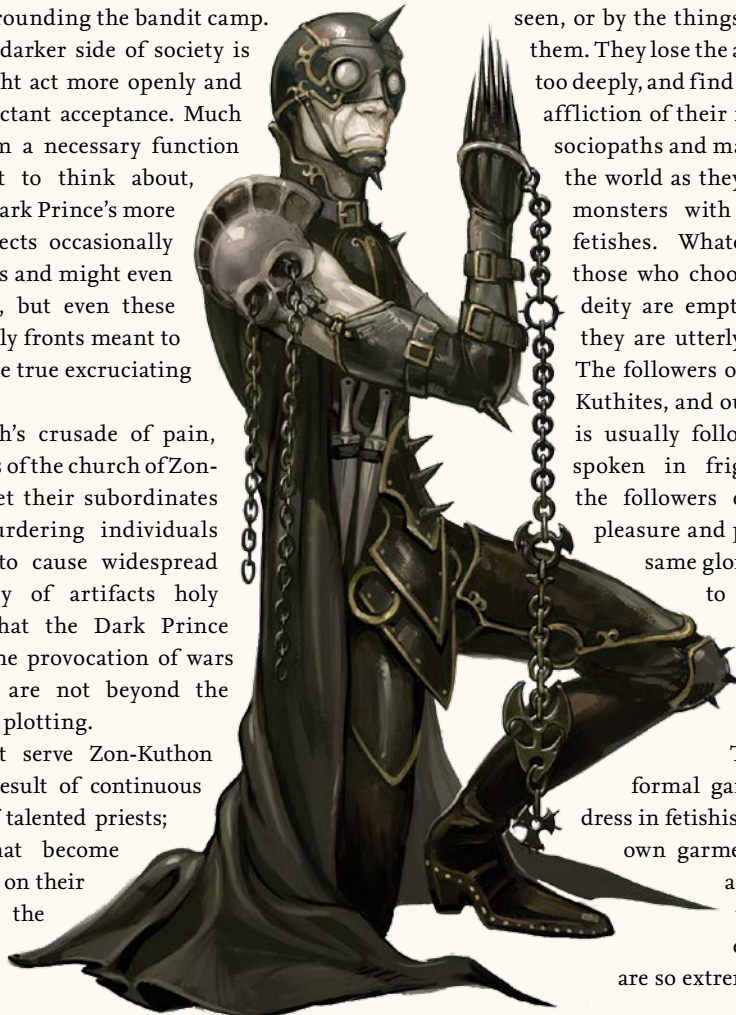 rounding the bandit camp.
darker side of society is
ht act more openly and
ctant acceptance. Much
n a necessary function
t to think about,
ark Prince's more
ects occasionally
s and might even
, but even these
ly fronts meant to
e true excruciating
h's crusade of pain,
s of the church of Zon-
et their subordinates
urdering individuals
to cause widespread
y of artifacts holy
hat the Dark Prince
ne provocation of wars
are not beyond the
plotting.
t serve Zon-Kuthon
esult of continuous
f talented priests;
hat become
on their
the
seen, or by the things
them. They lose the a
too deeply, and find
affliction of their
sociopaths and ma
the world as they
monsters with
fetishes. Whate
those who choo
deity are empt
they are utterly
The followers o
Kuthites, and ou
is usually follo
spoken in frig
the followers
pleasure and p
same glor
to
T
formal gar
dress in fetishis
own garme
a
are so extrem